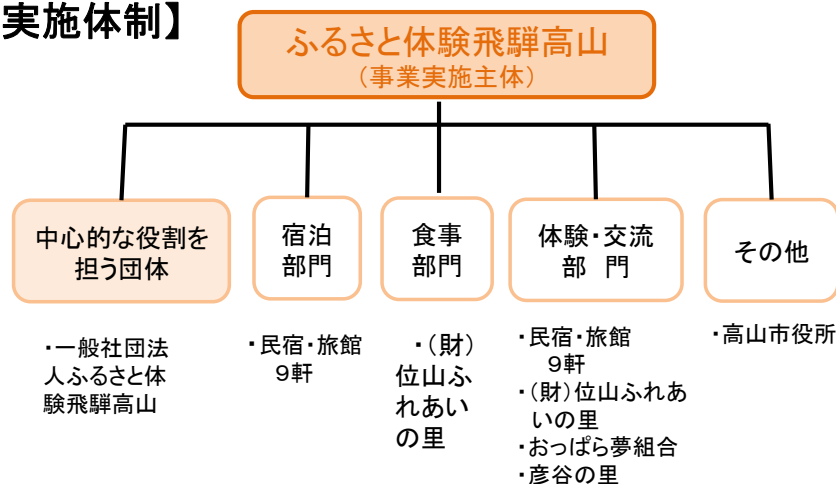 実施体制】
ふるさと体験飛騨高山
（事業実施主体）
中心的な役割を
担う団体
宿泊
部門
食事
部門
体験・交流
部　門
その他
・一般社団法
人ふるさと体
験飛騨高山
・民宿・旅館
９軒
・（財）
位山ふ
れあい
の里
・民宿・旅館
９軒
・（財）位山ふれあ
いの里
・おっぱら夢組合
・彦谷の里
・高山市役所